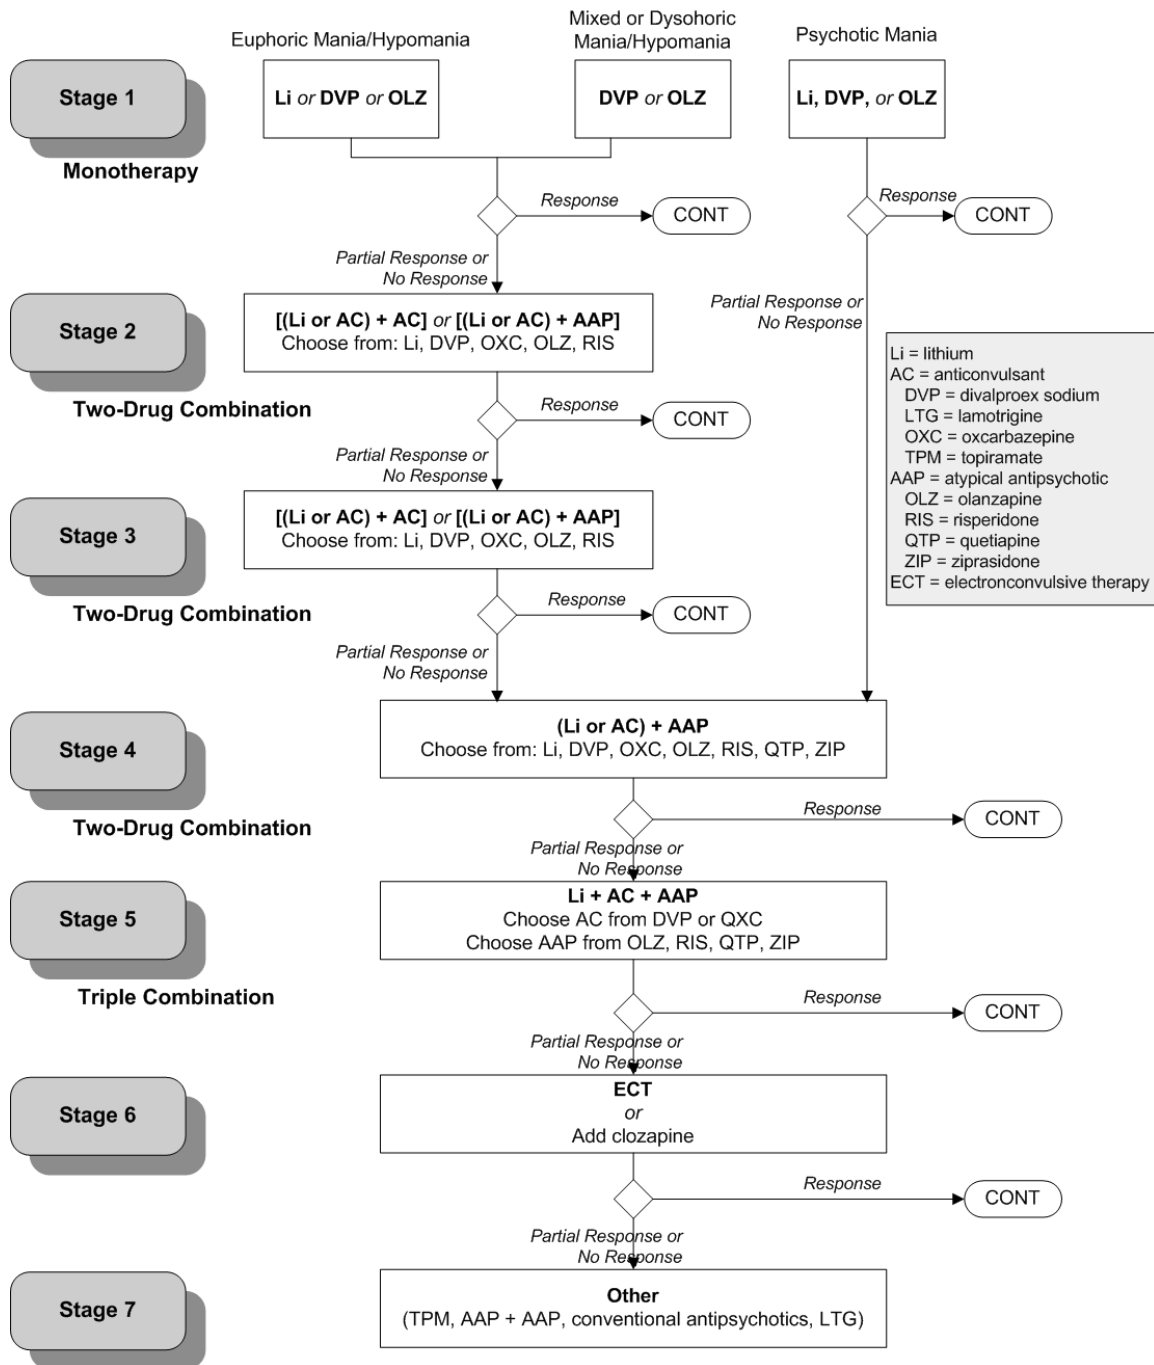 Euphoric Mania/Hypomania
Mixed or Dysohoric
Mania/Hypomania
Psychotic Mania
Stage 1
Li or DVP or OLZ
DVP or OLZ
Li, DVP, or OLZ
Monotherapy
Response
CONT
Response
CONT
Partial Response or
No Response
Partial Response or
No Response
Stage 2
[(Li or AC) + AC] or [(Li or AC) + AAP]
Choose from: Li, DVP, OXC, OLZ, RIS
Two-Drug Combination
Response
CONT
Partial Response or
No Response
Li = lithium
AC = anticonvulsant
DVP = divalproex sodium
LTG = lamotrigine
OXC = oxcarbazepine
TPM = topiramate
AAP = atypical antipsychotic
OLZ = olanzapine
RIS = risperidone
QTP = quetiapine
ZIP = ziprasidone
ECT = electronconvulsive therapy
Stage 3
[(Li or AC) + AC] or [(Li or AC) + AAP]
Choose from: Li, DVP, OXC, OLZ, RIS
Two-Drug Combination
Response
CONT
Partial Response or
No Response
Stage 4
(Li or AC) + AAP
Choose from: Li, DVP, OXC, OLZ, RIS, QTP, ZIP
Two-Drug Combination
Response
CONT
Partial Response or
No Response
Stage 5
Li + AC + AAP
Choose AC from DVP or QXC
Choose AAP from OLZ, RIS, QTP, ZIP
Triple Combination
Response
CONT
Partial Response or
No Response
Stage 6
ECT
or
Add clozapine
Response
CONT
Partial Response or
No Response
Stage 7
Other
(TPM, AAP + AAP, conventional antipsychotics, LTG)